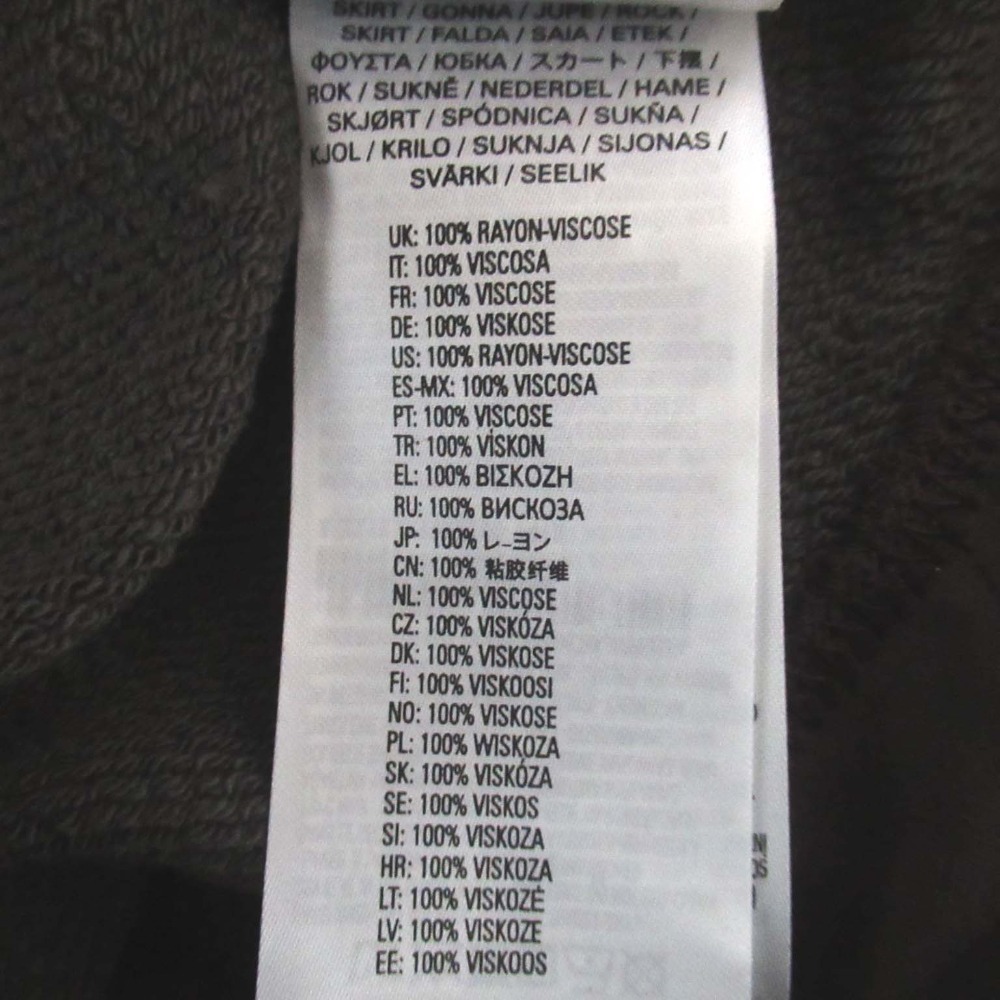 SKIRT / GONNA / JUPE / ROCK /
SKIRT / FALDA / SAIA / ETEK /
ΦΟΥΣΤΑ / ЮБКА / スカート / 下擺 /
ROK / SUKNĚ / NEDERDEL / HAME /
SKJØRT / SPÓDNICA / SUKŇA /
KJOL / KRILO / SUKNJA / SIJONAS /
SVĀRKI / SEELIK
UK: 100% RAYON-VISCOSE
IT: 100% VISCOSA
FR: 100% VISCOSE
DE: 100% VISKOSE
US: 100% RAYON-VISCOSE
ES-MX: 100% VISCOSA
PT: 100% VISCOSE
TR: 100% VİSKON
EL: 100% ΒΙΣΚΟΖΗ
RU: 100% ВИСКОЗА
JP: 100% レ–ヨン
CN: 100% 粘胶纤维
NL: 100% VISCOSE
CZ: 100% VISKÓZA
DK: 100% VISKOSE
FI: 100% VISKOOSI
NO: 100% VISKOSE
PL: 100% WISKOZA
SK: 100% VISKÓZA
SE: 100% VISKOS
SI: 100% VISKOZA
HR: 100% VISKOZA
LT: 100% VISKOZĖ
LV: 100% VISKOZE
EE: 100% VISKOOS